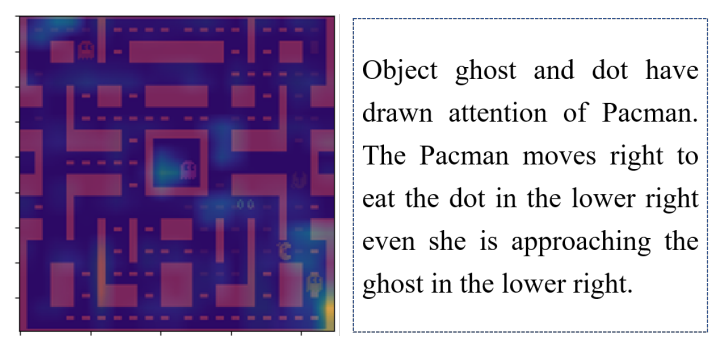 Object ghost and dot have
drawn attention of Pacman.
The Pacman moves right to
eat the dot in the lower right
even she is approaching the
ghost in the lower right.